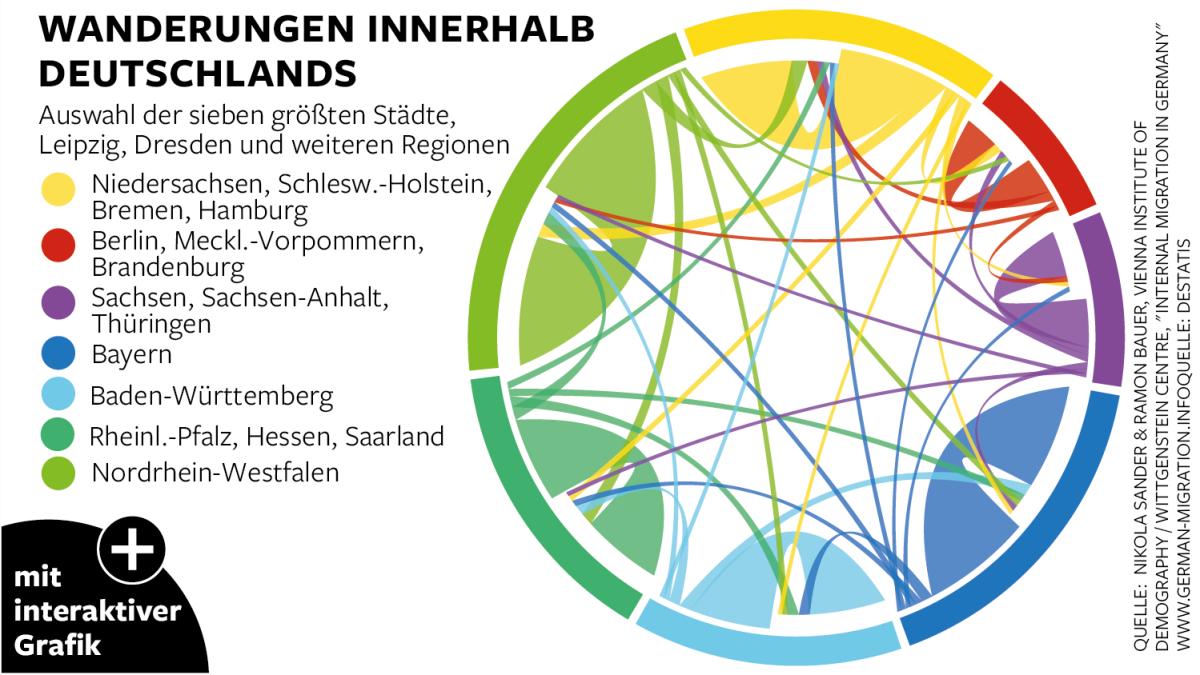 WANDERUNGEN INNERHALB
DEUTSCHLANDS
Auswahl der sieben größten Städte,
Leipzig, Dresden und weiteren Regionen
Niedersachsen, Schlesw.-Holstein,
Bremen, Hamburg
Berlin, Meckl.-Vorpommern,
Brandenburg
Sachsen, Sachsen-Anhalt,
Thüringen
Bayern
Baden-Württemberg
Rheinl.-Pfalz, Hessen, Saarland
Nordrhein-Westfalen
+
mit
interaktiver
Grafik
QUELLE: NIKOLA SANDER & RAMON BAUER, VIENNA INSTITUTE OF
DEMOGRAPHY / WITTGENSTEIN CENTRE, "INTERNAL MIGRATION IN GERMANY"
WWW.GERMAN-MIGRATION.INFOQUELLE: DESTATIS